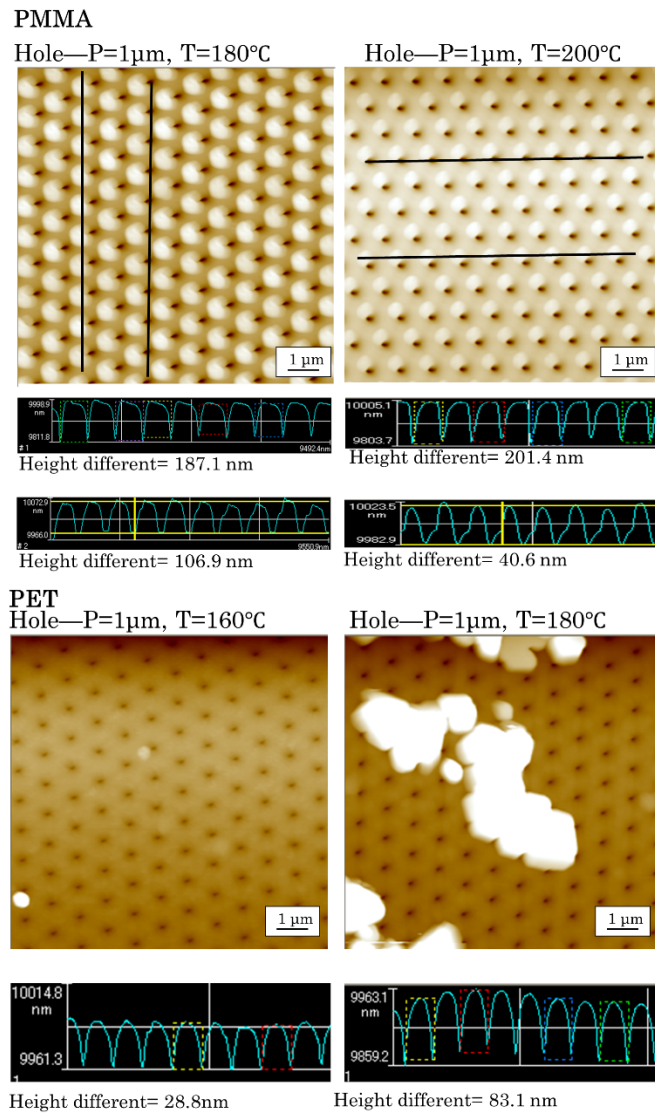 PMMA
Hole—P=1μm, T=180℃
Hole—P=1μm, T=200℃
1 μm
1 μm
9998.9
nm
9811.8
#1
9492.4nm
Height different= 187.1 nm
10005.1
nm
9803.7
Height different= 201.4 nm
10072.9
nm
9966.0
#2
9550.9nm
Height different= 106.9 nm
10023.5
nm
9982.9
Height different= 40.6 nm
PET
Hole—P=1μm, T=160℃
Hole—P=1μm, T=180℃
1 μm
1 μm
10014.8
nm
9961.3
Height different= 28.8nm
9963.1
nm
9859.2
1
Height different= 83.1 nm